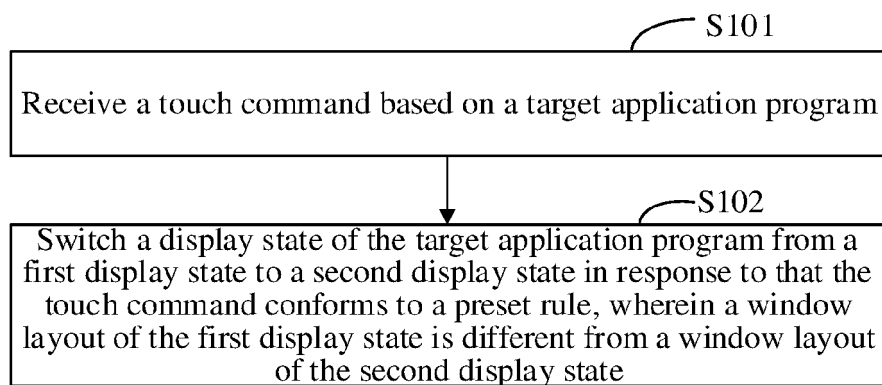 S101
Receive a touch command based on a target application program
S102
Switch a display state of the target application program from a
first display state to a second display state in response to that the
touch command conforms to a preset rule, wherein a window
layout of the first display state is different from a window layout
of the second display state